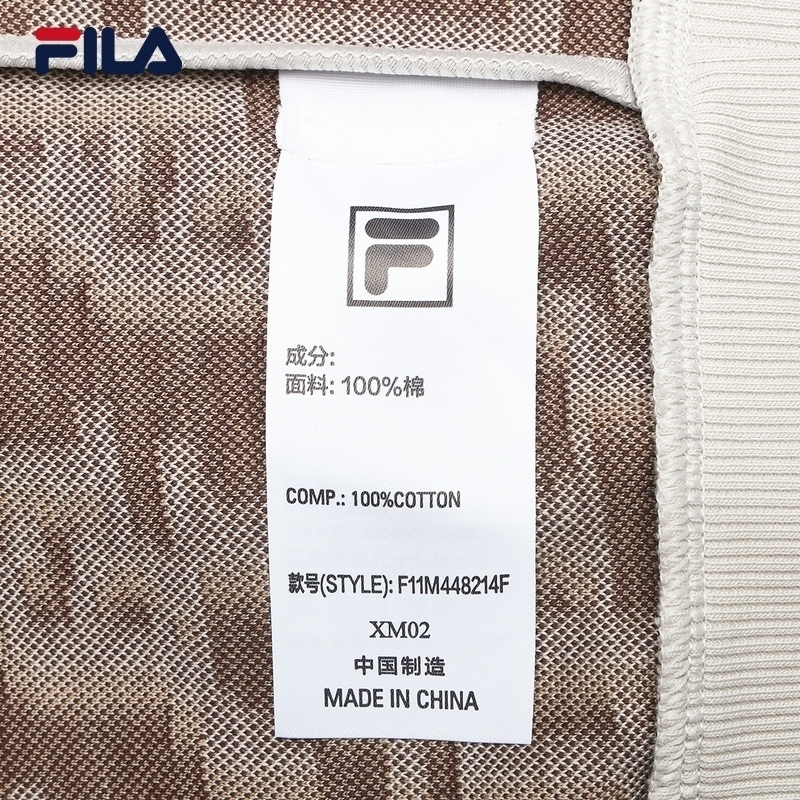 FILA
F
成分:
面料: 100%棉
COMP.: 100%COTTON
款号(STYLE): F11M448214F
XM02
中国制造
MADE IN CHINA